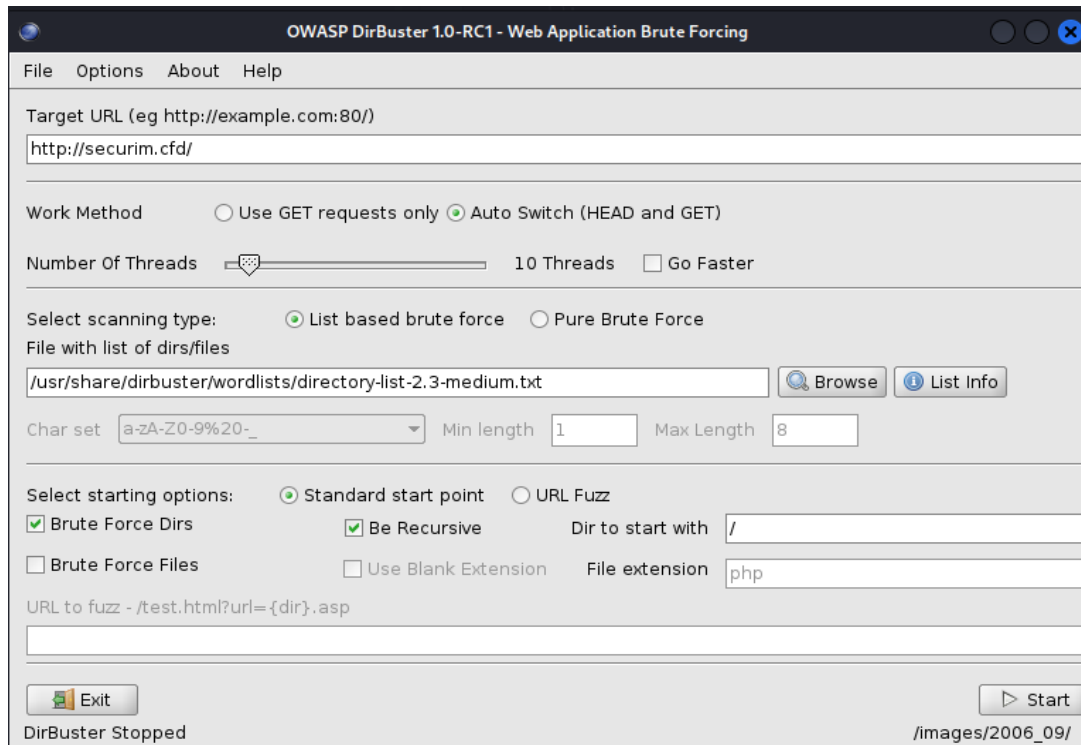 OWASP DirBuster 1.0-RC1 - Web Application Brute Forcing
File Options About Help
Target URL (eg http://example.com:80/)
http://securim.cfd/
Work Method Use GET requests only Auto Switch (HEAD and GET)
Number Of Threads 10 Threads Go Faster
Select scanning type: List based brute force Pure Brute Force
File with list of dirs/files
/usr/share/dirbuster/wordlists/directory-list-2.3-medium.txt Browse List Info
Char set a-zA-Z0-9%20-_ Min length 1 Max Length 8
Select starting options: Standard start point URL Fuzz
Brute Force Dirs Be Recursive Dir to start with /
Brute Force Files Use Blank Extension File extension php
URL to fuzz - /test.html?url={dir}.asp
Exit Start
DirBuster Stopped /images/2006_09/